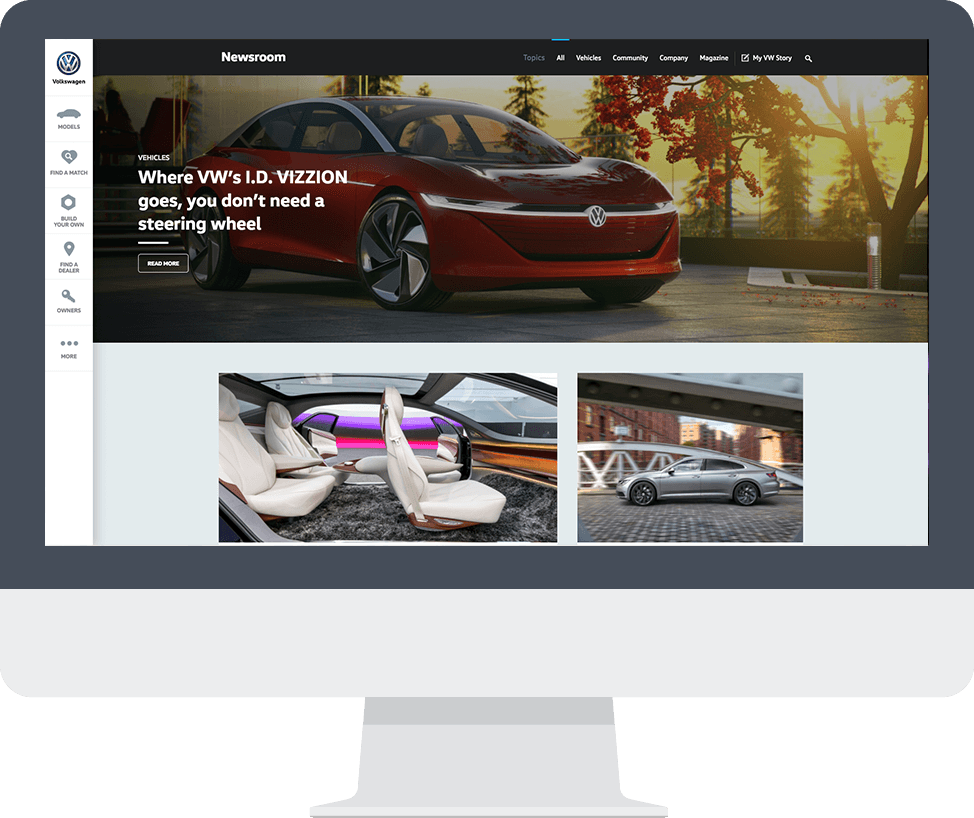 Volkswagen
MODELS
FIND A MATCH
BUILD
YOUR OWN
FIND A
DEALER
OWNERS
MORE
Newsroom
Topics All Vehicles Community Company Magazine My VW Story
VEHICLES
Where VW's I.D. VIZZION
goes, you don't need a
steering wheel
READ MORE